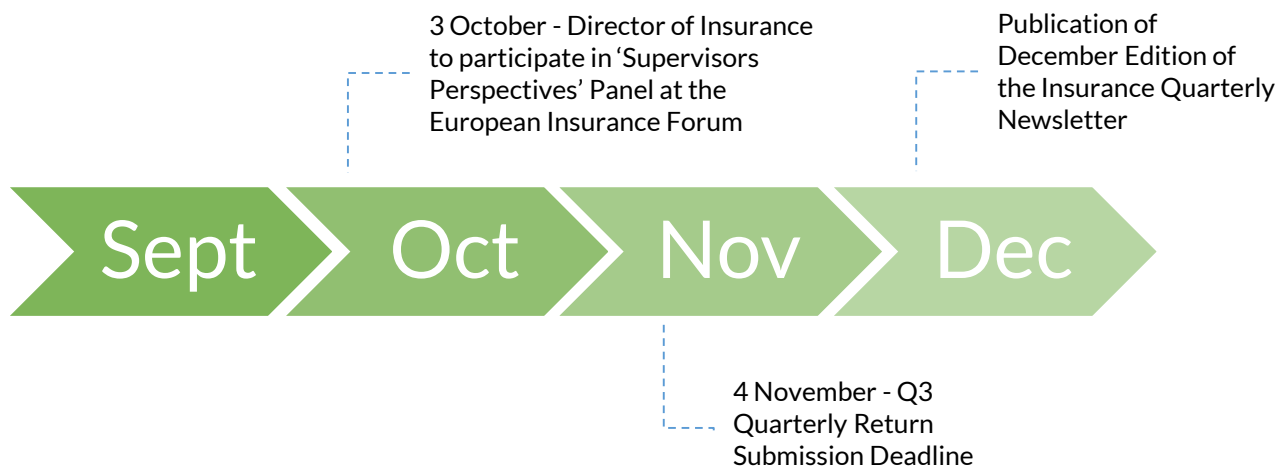 3 October - Director of Insurance
to participate in ‘Supervisors
Perspectives’ Panel at the
European Insurance Forum
Publication of
December Edition of
the Insurance Quarterly
Newsletter
Sept
Oct
Nov
Dec
4 November - Q3
Quarterly Return
Submission Deadline